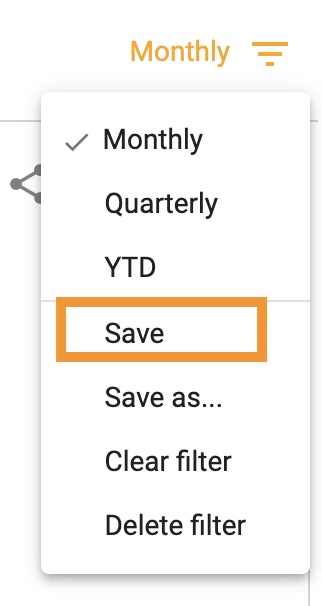 Monthly
Monthly
Quarterly
YTD
Save
Save as...
Clear filter
Delete filter